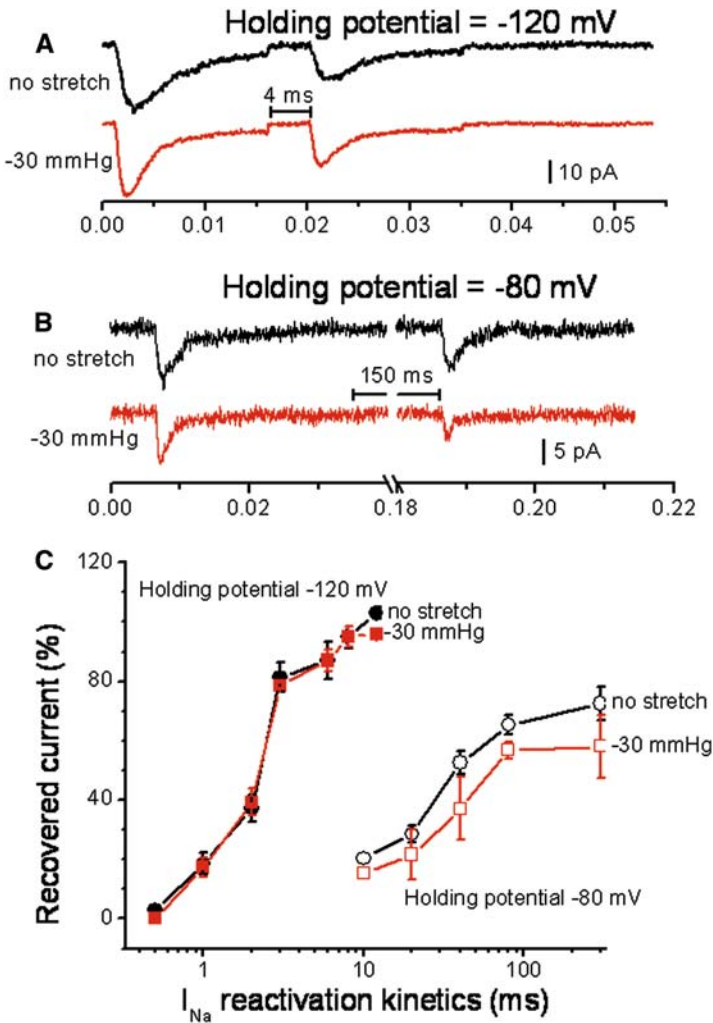 A
Holding potential = -120 mV
no stretch
4 ms
-30 mmHg
10 pA
0.00 0.01 0.02 0.03 0.04 0.05
Holding potential = -80 mV
B
no stretch
150 ms
-30 mmHg
5 pA
0.00 0.02 0.18 0.20 0.22
C
120
Holding potential -120 mV
no stretch
-30 mmHg
80
no stretch
-30 mmHg
40
Holding potential -80 mV
0
Recovered current (%)
1 10 100
I_Na reactivation kinetics (ms)